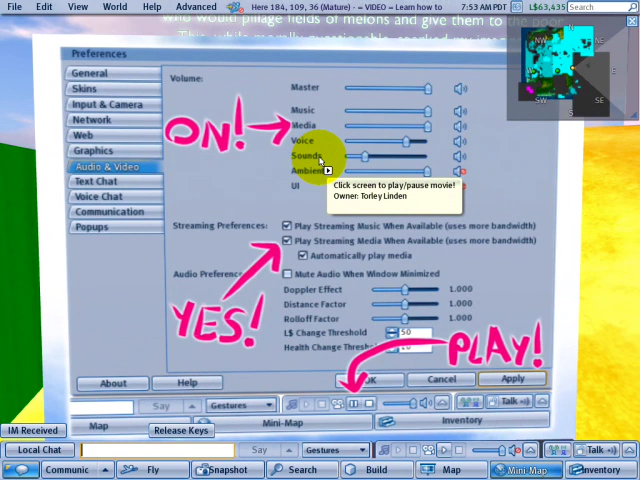 File Edit View World Help Advanced Here 184, 109, 36 (Mature) - = VIDEO = Learn how to 7:53 AM PDT L$63,435 Search
who would pillage fields of melons and give them to the poor.
N
NW NE
W E
SW SE
S
Preferences
General
Skins
Input & Camera
Network
Web
Graphics
Audio & Video
Text Chat
Voice Chat
Communication
Popups
Volume:
Master
Music
ON!
Media
Voice
Sounds
Ambient
UI
Click screen to play/pause movie!
Owner: Torley Linden
Streaming Preferences:
Play Streaming Music When Available (uses more bandwidth)
Play Streaming Media When Available (uses more bandwidth)
Automatically play media
Audio Preferences
Mute Audio When Window Minimized
Doppler Effect 1.000
Distance Factor 1.000
Rolloff Factor 1.000
L$ Change Threshold 50
Health Change Thresh
YES!
PLAY!
About Help OK Cancel Apply
Say Gestures Talk
Map Mini-Map Inventory
IM Received Release Keys
Local Chat Say Gestures Talk
Communic Fly Snapshot Search Build Map Mini-Map Inventory